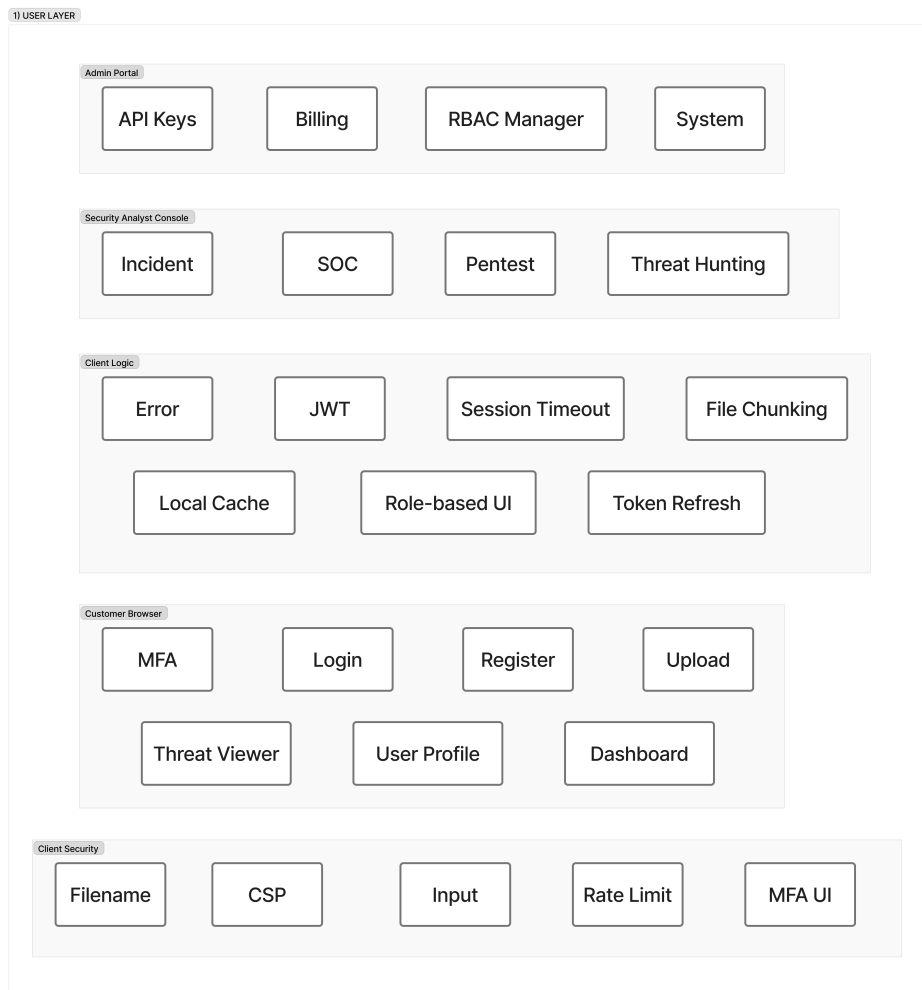 1) USER LAYER
Admin Portal
API Keys
Billing
RBAC Manager
System
Security Analyst Console
Incident
SOC
Pentest
Threat Hunting
Client Logic
Error
JWT
Session Timeout
File Chunking
Local Cache
Role-based UI
Token Refresh
Customer Browser
MFA
Login
Register
Upload
Threat Viewer
User Profile
Dashboard
Client Security
Filename
CSP
Input
Rate Limit
MFA UI